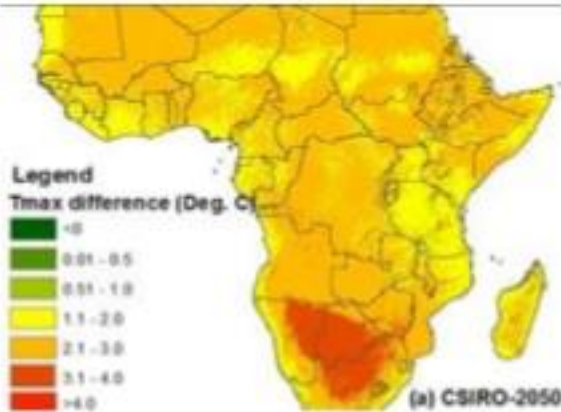 Legend
Tmax difference (Deg. C)
<0
0.01 - 0.5
0.51 - 1.0
1.1 - 2.0
2.1 - 3.0
3.1 - 4.0
>4.0
(a) CSIRO-2050